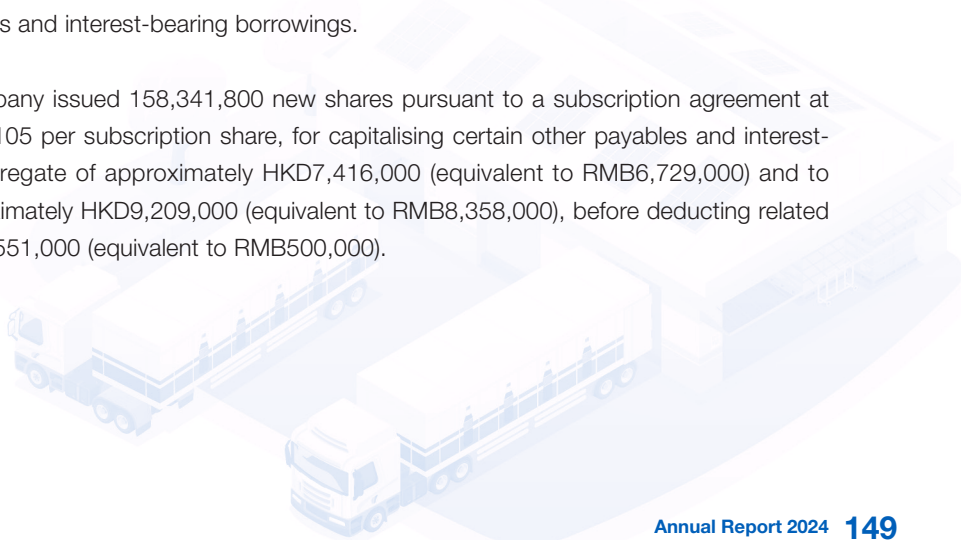 s and interest-bearing borrowings.
pany issued 158,341,800 new shares pursuant to a subscription agreement at
105 per subscription share, for capitalising certain other payables and interest-
regate of approximately HKD7,416,000 (equivalent to RMB6,729,000) and to
imately HKD9,209,000 (equivalent to RMB8,358,000), before deducting related
551,000 (equivalent to RMB500,000).
Annual Report 2024 149